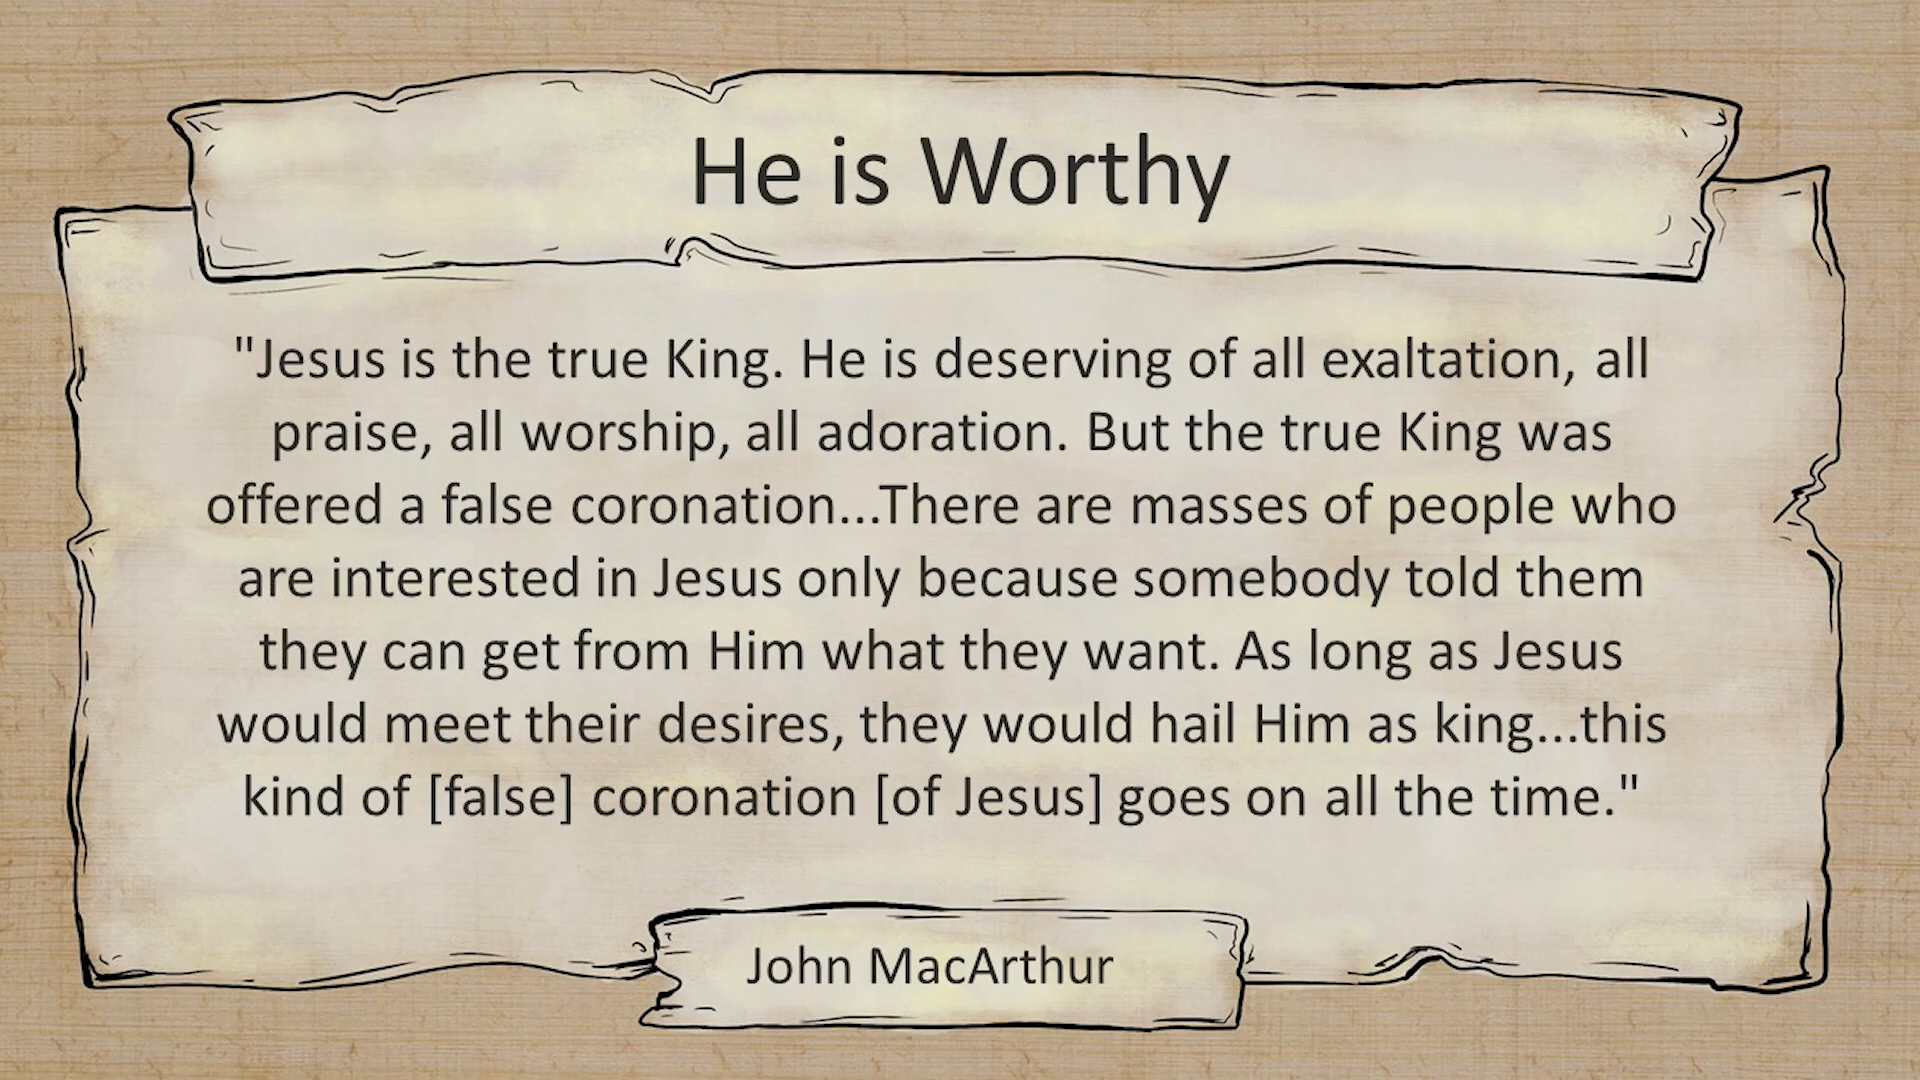 He is Worthy
"Jesus is the true King. He is deserving of all exaltation, all
praise, all worship, all adoration. But the true King was
offered a false coronation...There are masses of people who
are interested in Jesus only because somebody told them
they can get from Him what they want. As long as Jesus
would meet their desires, they would hail Him as king...this
kind of [false] coronation [of Jesus] goes on all the time."
John MacArthur